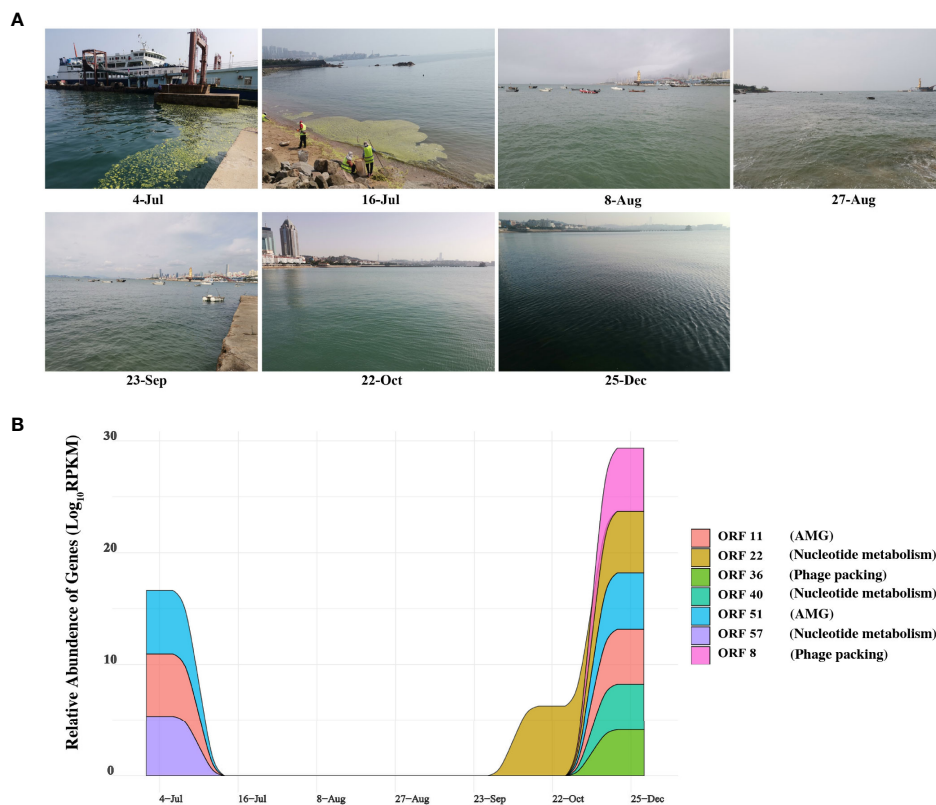 A
4-Jul
16-Jul
8-Aug
27-Aug
23-Sep
22-Oct
25-Dec
B
Relative Abundance of Genes (Log₁₀RPKM)
30
20
10
0
4-Jul
16-Jul
8-Aug
27-Aug
23-Sep
22-Oct
25-Dec
ORF 11 (AMG)
ORF 22 (Nucleotide metabolism)
ORF 36 (Phage packing)
ORF 40 (Nucleotide metabolism)
ORF 51 (AMG)
ORF 57 (Nucleotide metabolism)
ORF 8 (Phage packing)